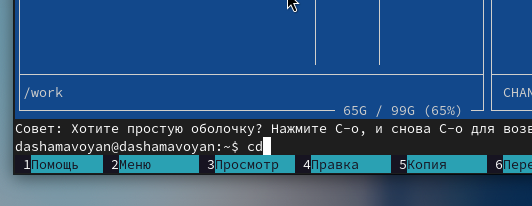 /work
CHAN
65G / 99G (65%)
Совет: Хотите простую оболочку? Нажмите C-o, и снова C-o для возв
dashamavoyan@dashamavoyan:~$ cd
1Помощь 2Меню 3Просмотр 4Правка 5Копия 6Пере